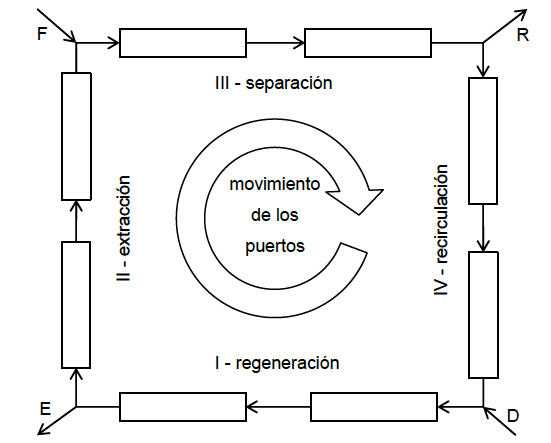 F
R
III - separación
II - extracción
movimiento
de los
puertos
IV - recirculación
I - regeneración
E
D